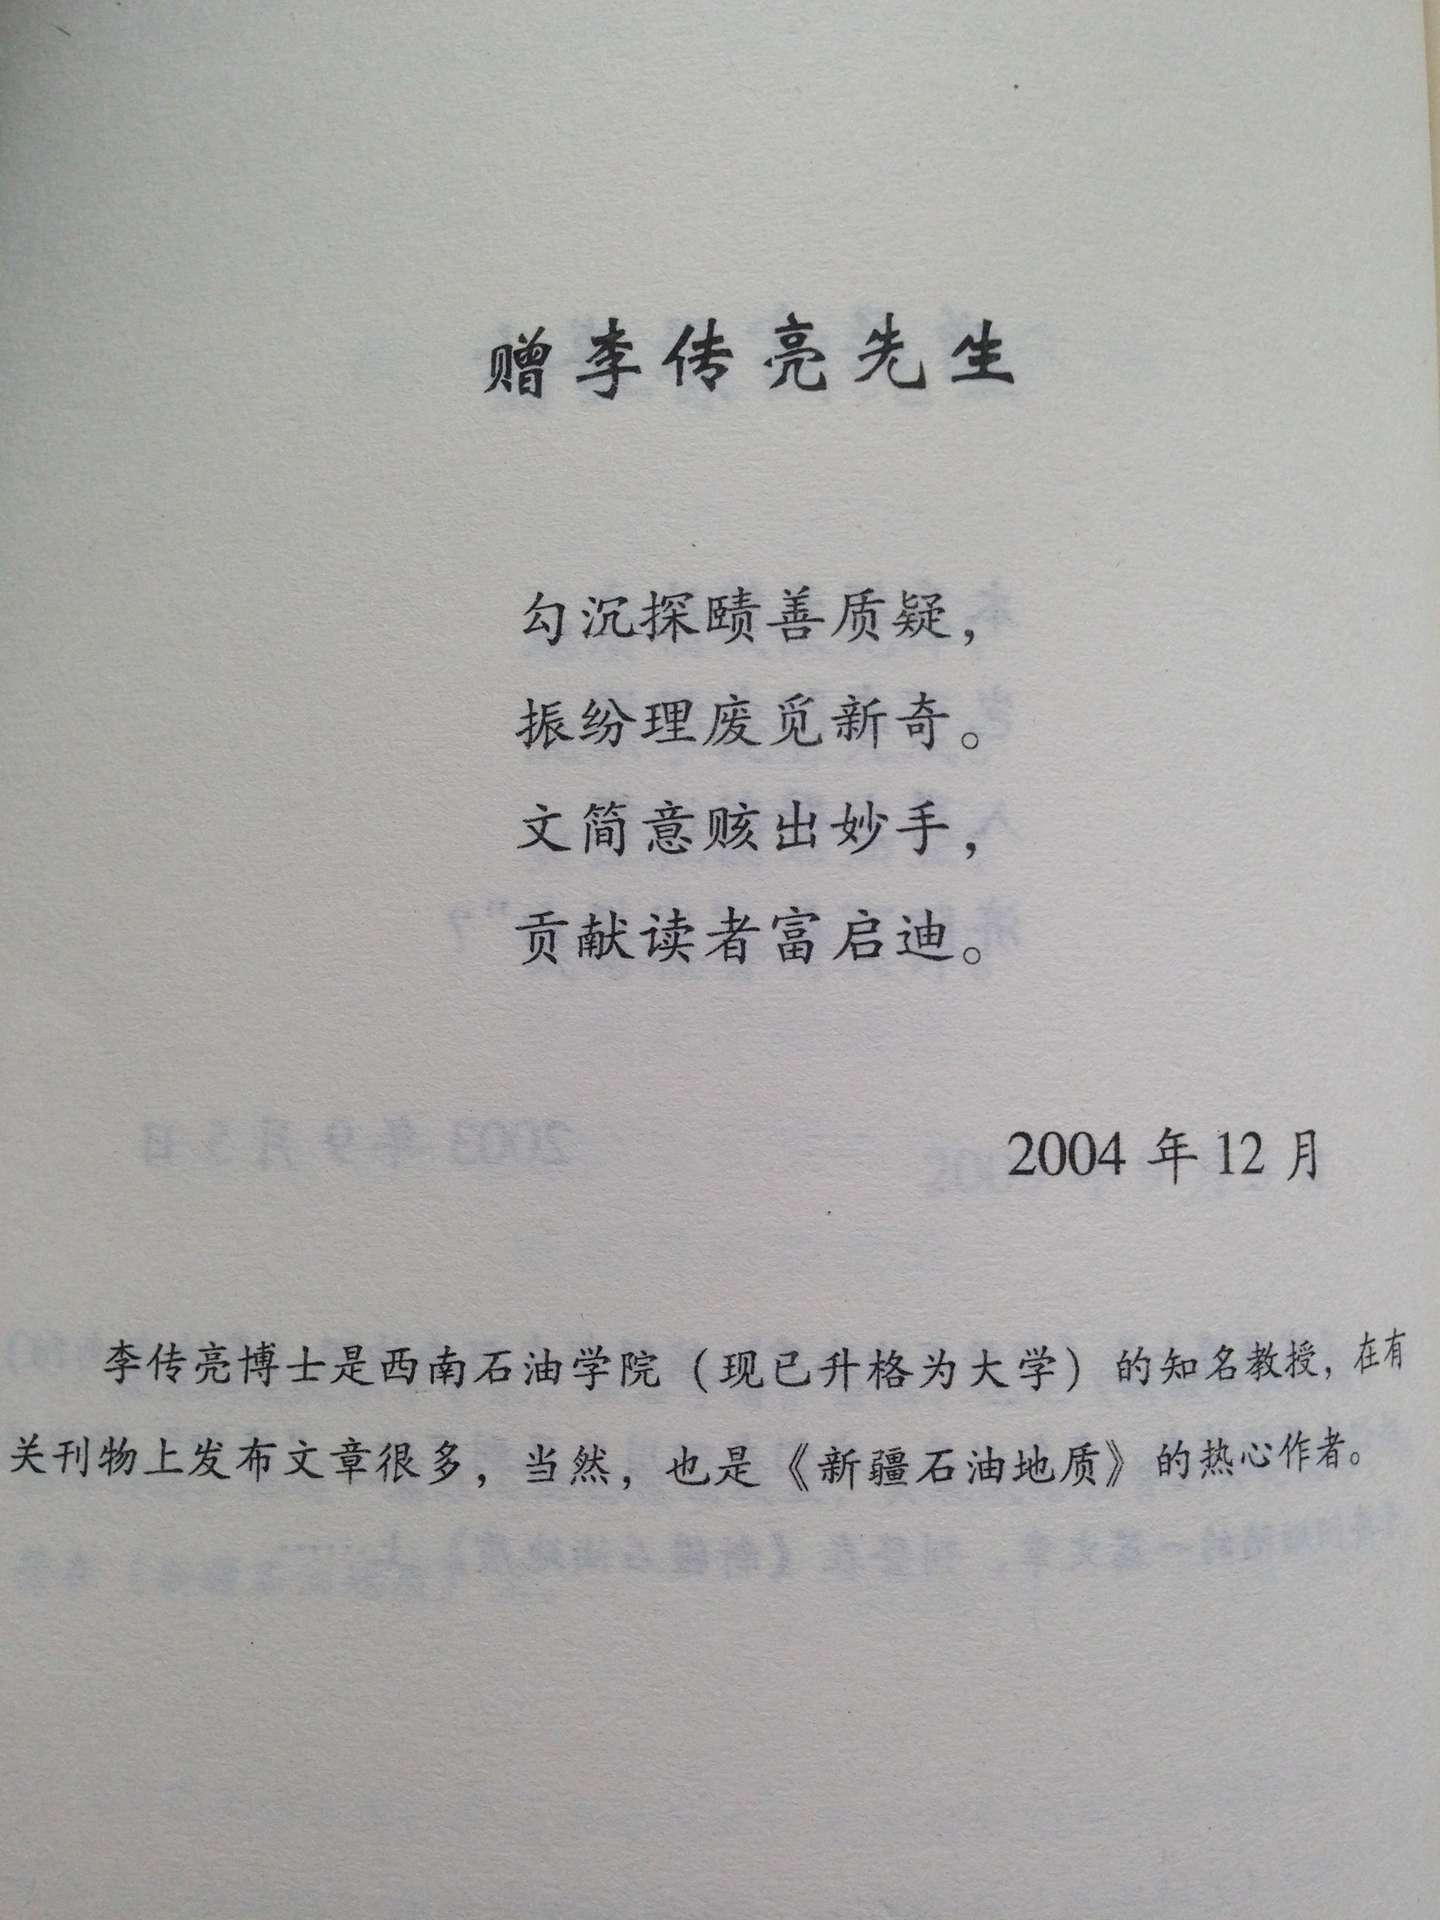 赠李传亮先生
勾沉探赜善质疑，
振纷理废觅新奇。
文简意赅出妙手，
贡献读者富启迪。
2004 年 12 月
李传亮博士是西南石油学院（现已升格为大学）的知名教授，在有
关刊物上发布文章很多，当然，也是《新疆石油地质》的热心作者。